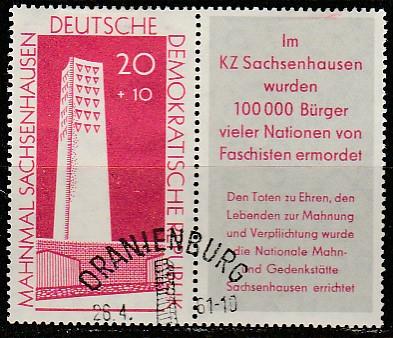 DEUTSCHE
DEMOKRATISCHE REPUBLIK
MAHNMAL SACHSENHAUSEN
20
+ 10
Im
KZ Sachsenhausen
wurden
100 000 Bürger
vieler Nationen von
Faschisten ermordet
Den Toten zu Ehren, den
Lebenden zur Mahnung
und Verpflichtung wurde
die Nationale Mahn-
und Gedenkstätte
Sachsenhausen errichtet
ORANIENBURG
26.4. 61-10